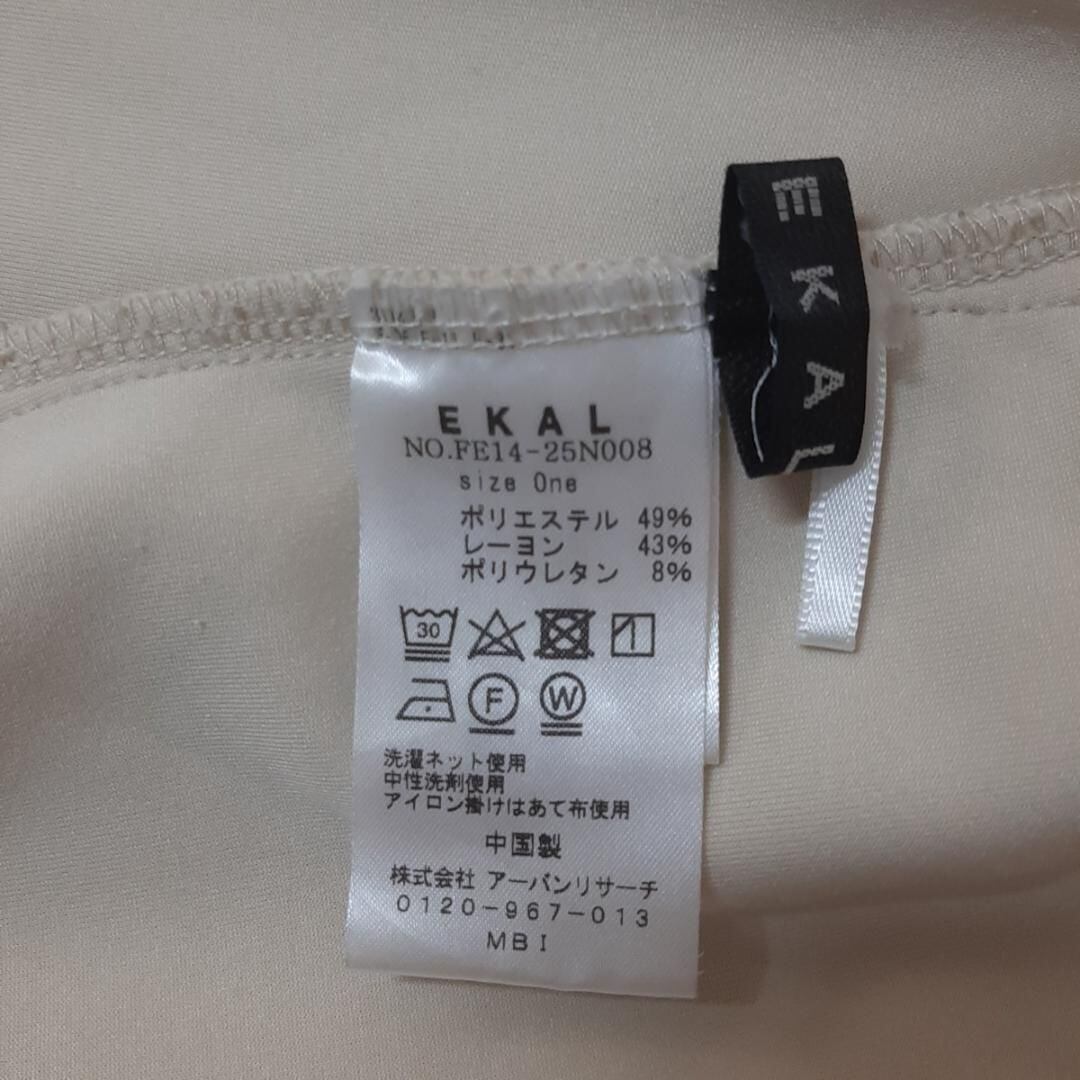 EKAL
NO.FE14-25N008
size One
ポリエステル 49%
レーヨン 43%
ポリウレタン 8%
30
F W
洗濯ネット使用
中性洗剤使用
アイロン掛けはあて布使用
中国製
株式会社 アーバンリサーチ
0120-967-013
MBI
EKAL